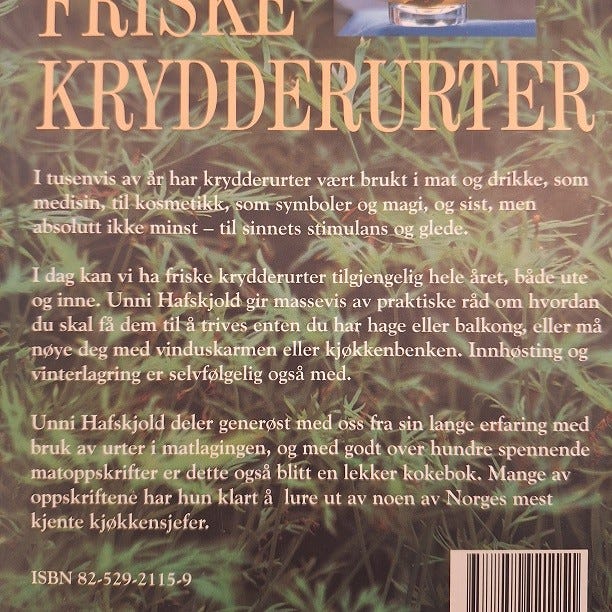 FRISKE
KRYDDERURTER
I tusenvis av år har krydderurter vært brukt i mat og drikke, som
medisin, til kosmetikk, som symboler og magi, og sist, men
absolutt ikke minst – til sinnets stimulans og glede.
I dag kan vi ha friske krydderurter tilgjengelig hele året, både ute
og inne. Unni Hafskjold gir massevis av praktiske råd om hvordan
du skal få dem til å trives enten du har hage eller balkong, eller må
nøye deg med vinduskarmen eller kjøkkenbenken. Innhøsting og
vinterlagring er selvfølgelig også med.
Unni Hafskjold deler generøst med oss fra sin lange erfaring med
bruk av urter i matlagingen, og med godt over hundre spennende
matoppskrifter er dette også blitt en lekker kokebok. Mange av
oppskriftene har hun klart å lure ut av noen av Norges mest
kjente kjøkkensjefer.
ISBN 82-529-2115-9